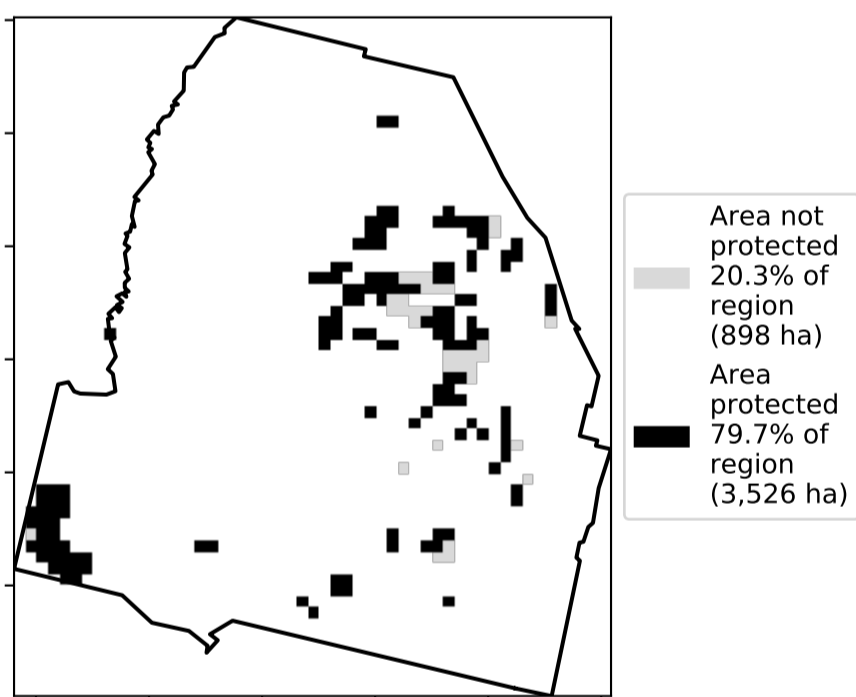 Area not
protected
20.3% of
region
(898 ha)
Area
protected
79.7% of
region
(3,526 ha)